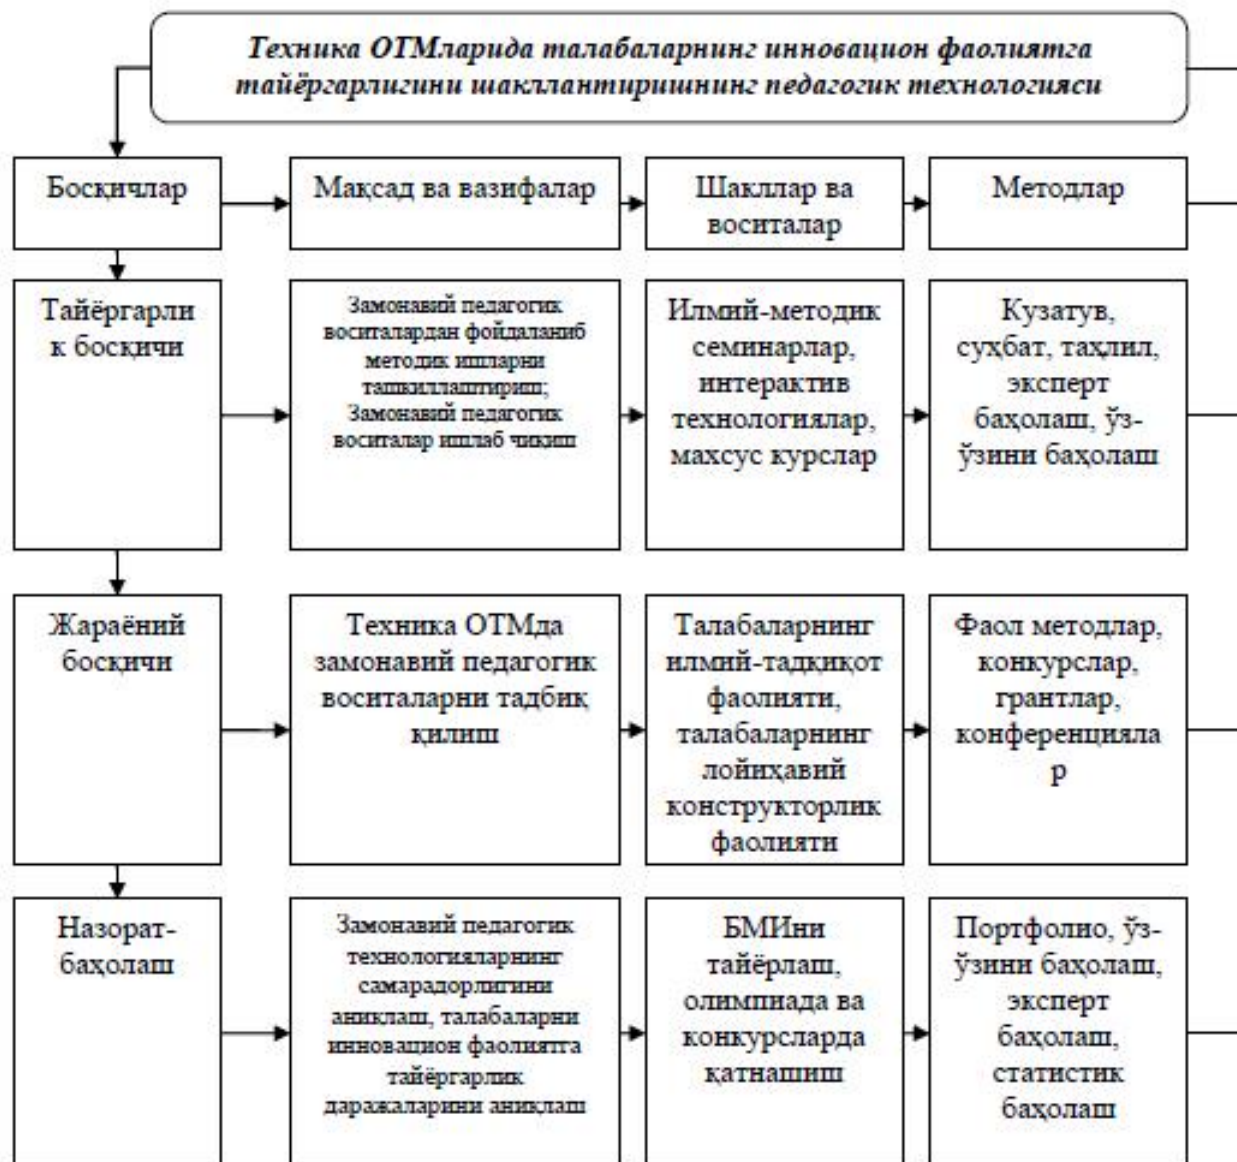 Техника ОТМларида талабаларнинг инновацион фаолиятга
тайёргарлигини шакллантиришнинг педагогик технологияси
Босқичлар
Мақсад ва вазифалар
Шакллар ва
воситалар
Методлар
Тайёргарли
к босқичи
Замонавий педагогик
воситалардан фойдаланиб
методик ишларни
ташкиллаштириш;
Замонавий педагогик
воситалар ишлаб чиқиш
Илмий-методик
семинарлар,
интерактив
технологиялар,
махсус курслар
Кузатув,
суҳбат, таҳлил,
эксперт
баҳолаш, ўз-
ўзини баҳолаш
Жараёний
босқичи
Техника ОТМда
замонавий педагогик
воситаларни тадбиқ
қилиш
Талабаларнинг
илмий-тадқиқот
фаолияти,
талабаларнинг
лойиҳавий
конструкторлик
фаолияти
Фаол методлар,
конкурслар,
грантлар,
конференцияла
р
Назорат-
баҳолаш
Замонавий педагогик
технологияларнинг
самарадорлигини
аниқлаш, талабаларни
инновацион фаолиятга
тайёргарлик
даражаларини аниқлаш
БМИни
тайёрлаш,
олимпиада ва
конкурсларда
қатнашиш
Портфолио, ўз-
ўзини баҳолаш,
эксперт
баҳолаш,
статистик
баҳолаш